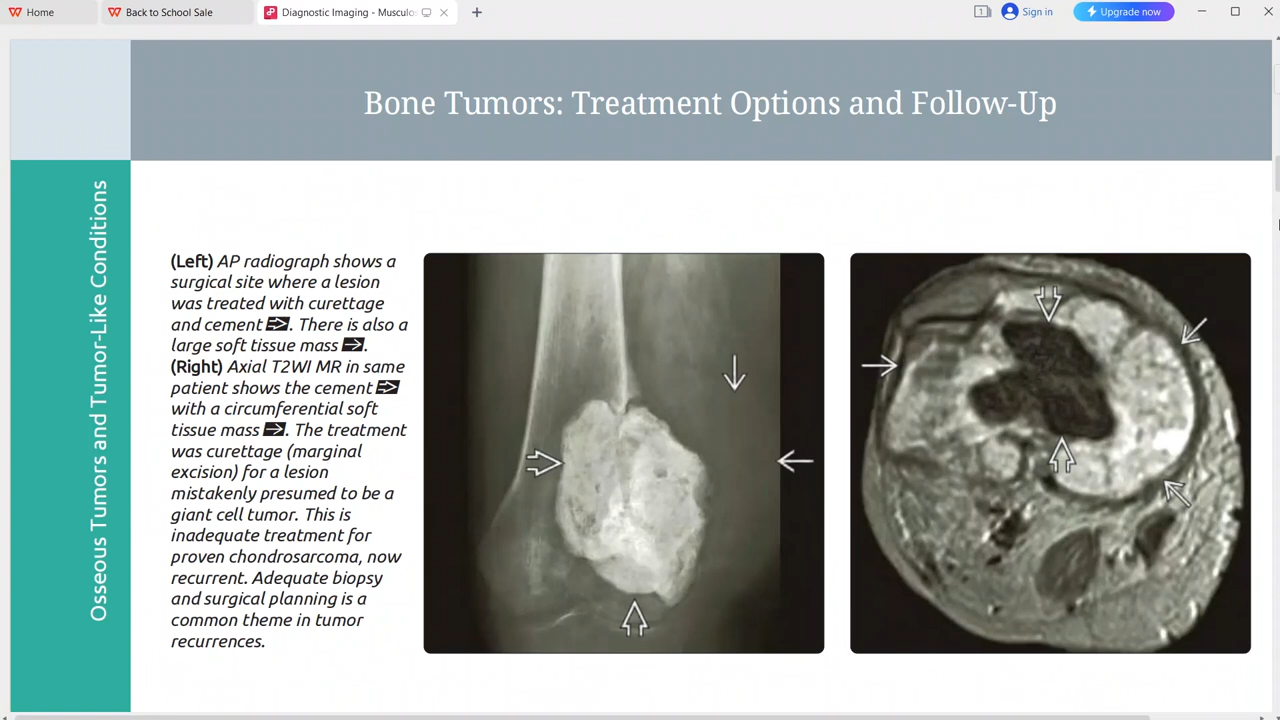 Home
Back to School Sale
Diagnostic Imaging - Musculos
1
Sign in
Upgrade now
Bone Tumors: Treatment Options and Follow-Up
Osseous Tumors and Tumor-Like Conditions
(Left) AP radiograph shows a
surgical site where a lesion
was treated with curettage
and cement ⇨. There is also a
large soft tissue mass →.
(Right) Axial T2WI MR in same
patient shows the cement ⇨
with a circumferential soft
tissue mass →. The treatment
was curettage (marginal
excision) for a lesion
mistakenly presumed to be a
giant cell tumor. This is
inadequate treatment for
proven chondrosarcoma, now
recurrent. Adequate biopsy
and surgical planning is a
common theme in tumor
recurrences.